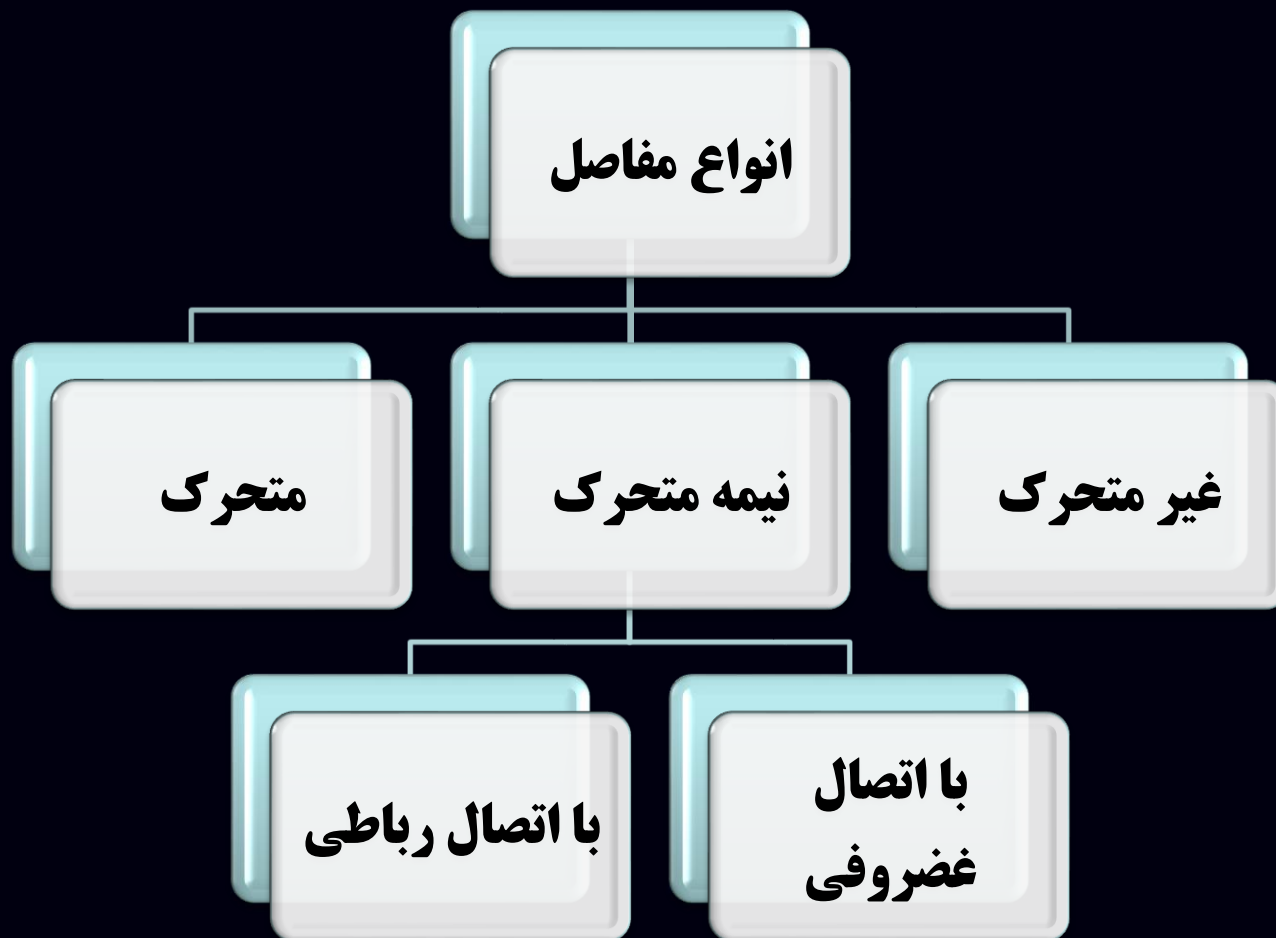 انواع مفاصل
غیر متحرک
نیمه متحرک
متحرک
با اتصال
غضروفی
با اتصال رباطی